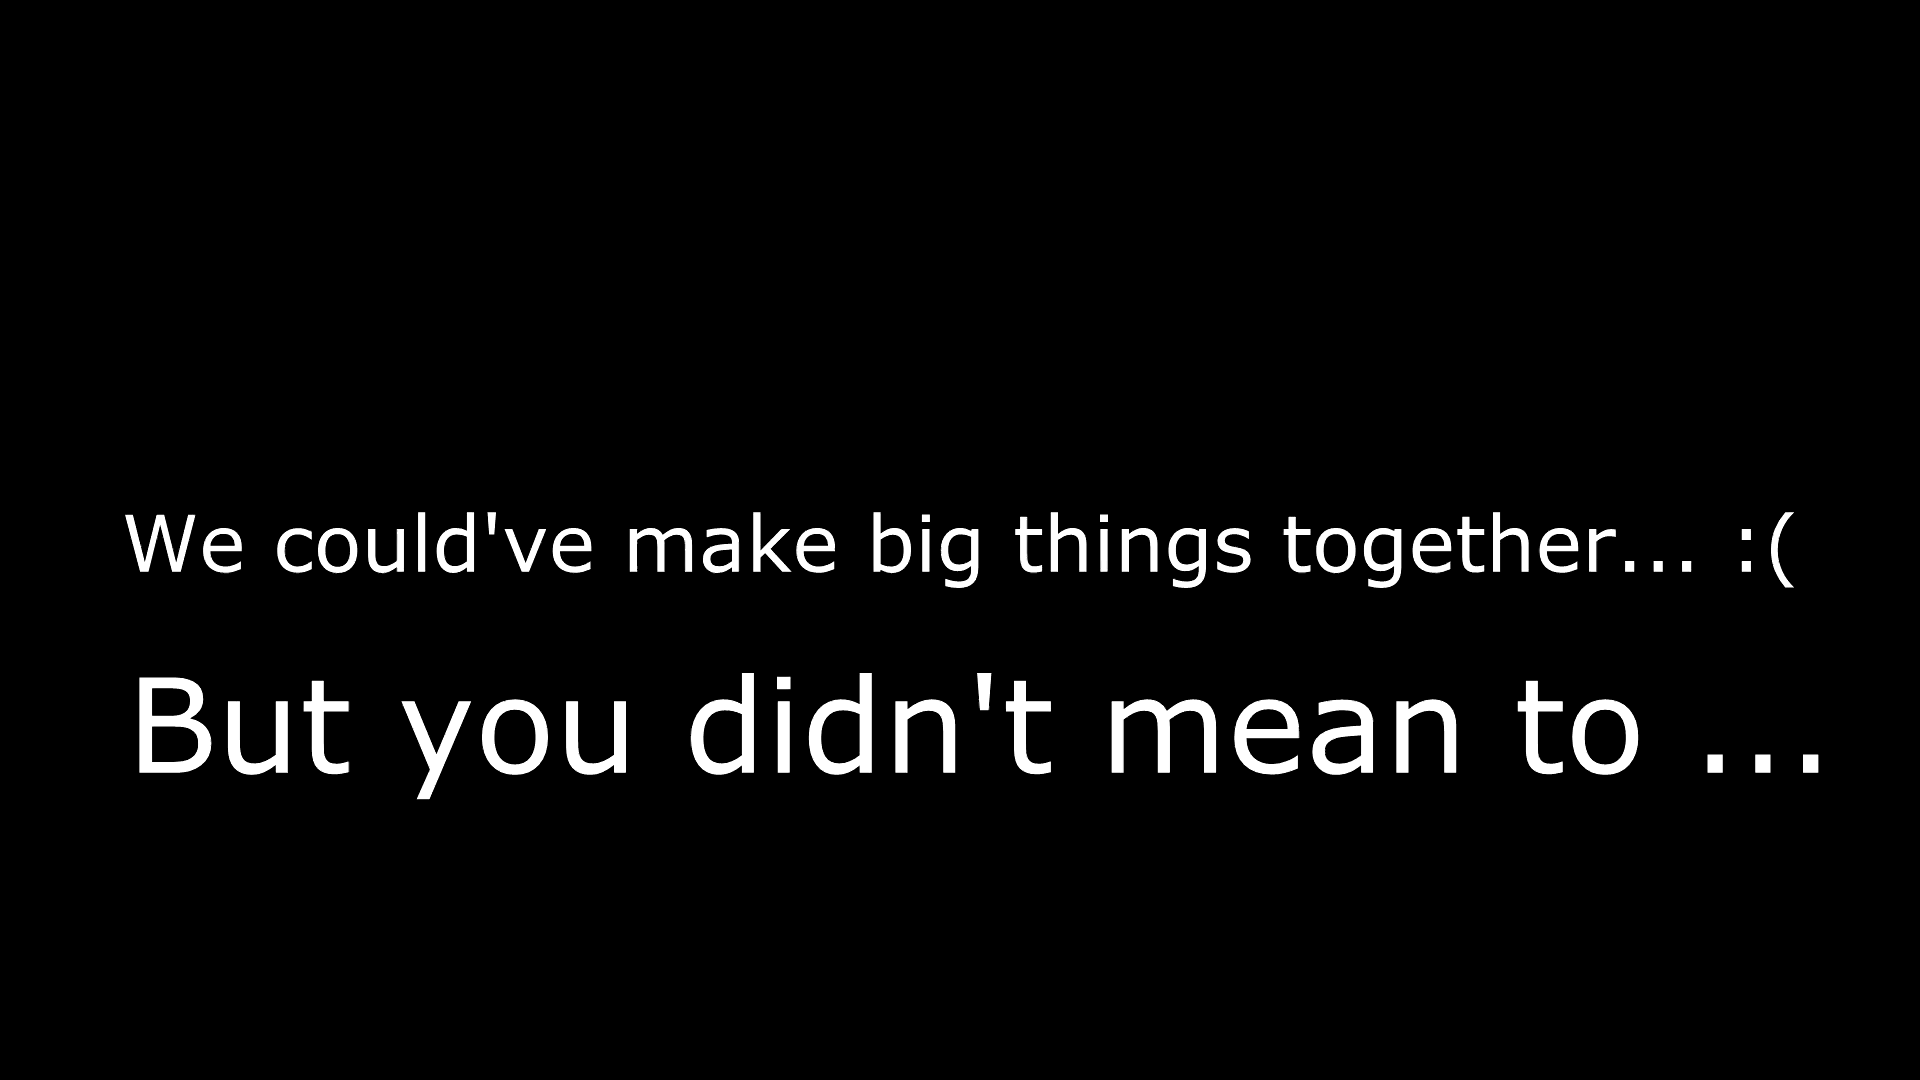 We could've make big things together... :(
But you didn't mean to ...